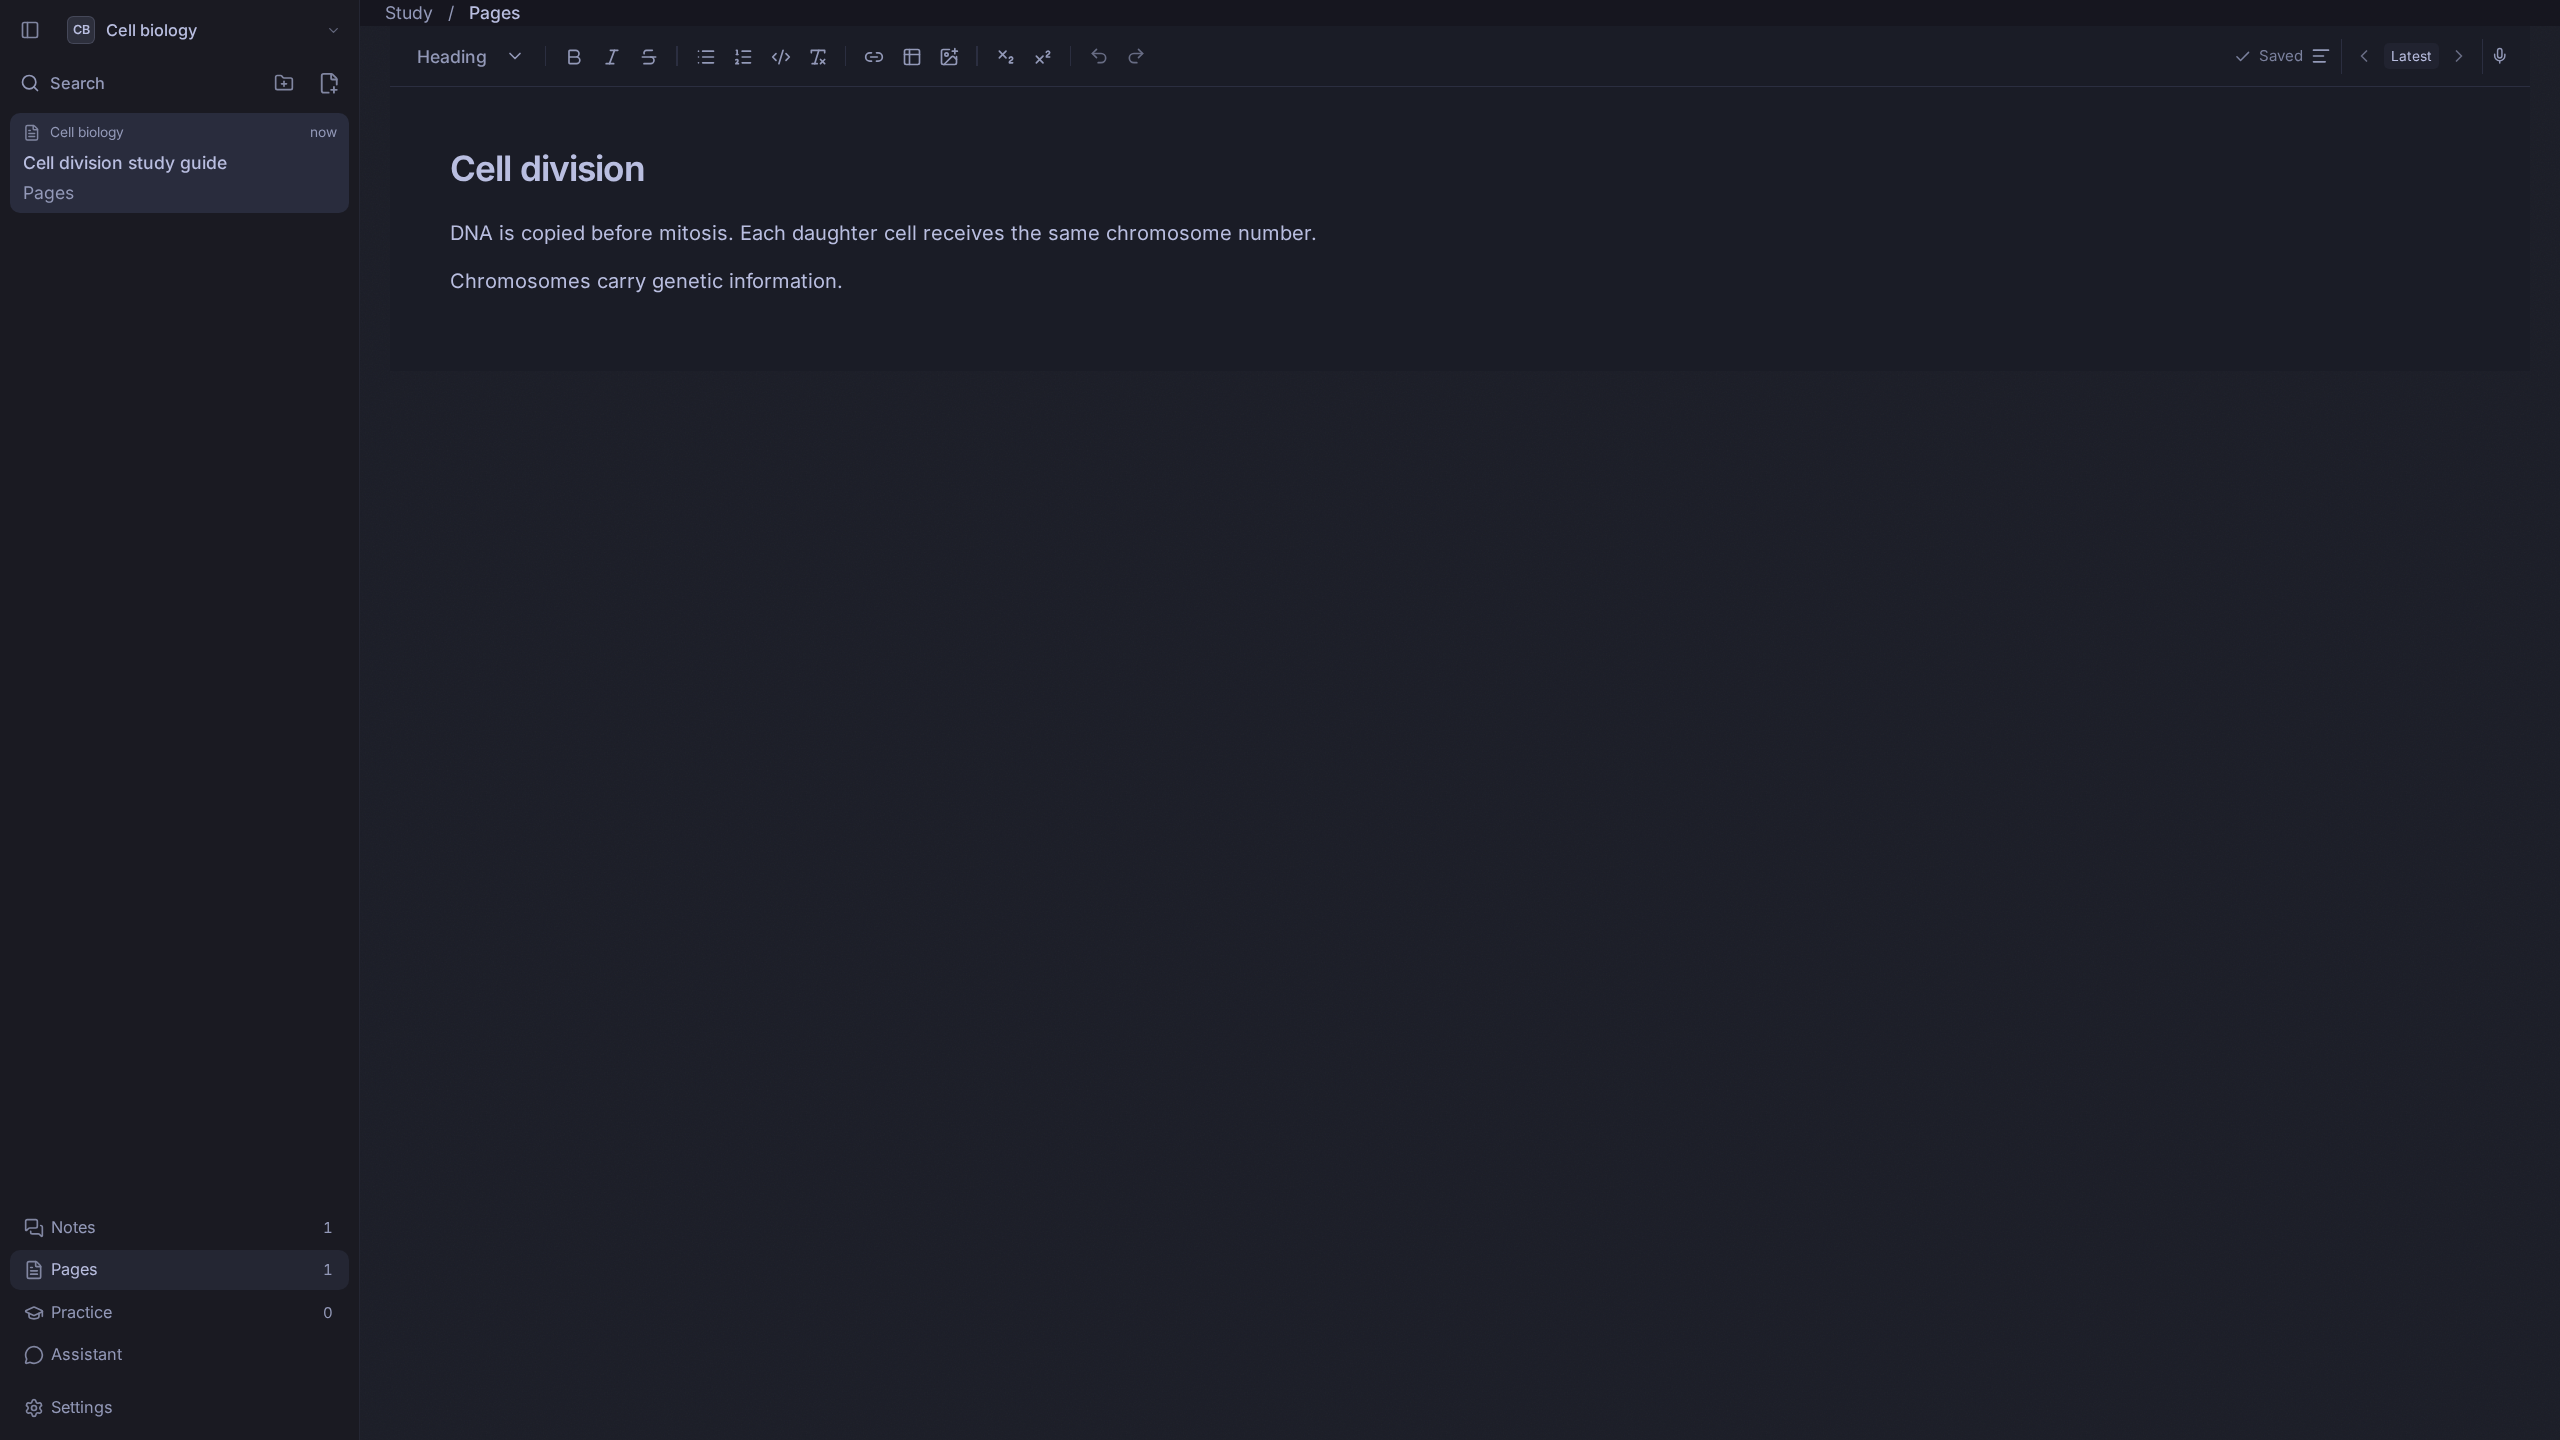 CB Cell biology
Search
Cell biology now
Cell division study guide
Pages
Notes 1
Pages 1
Practice 0
Assistant
Settings
Study / Pages
Heading
Saved
Latest
Cell division
DNA is copied before mitosis. Each daughter cell receives the same chromosome number.
Chromosomes carry genetic information.